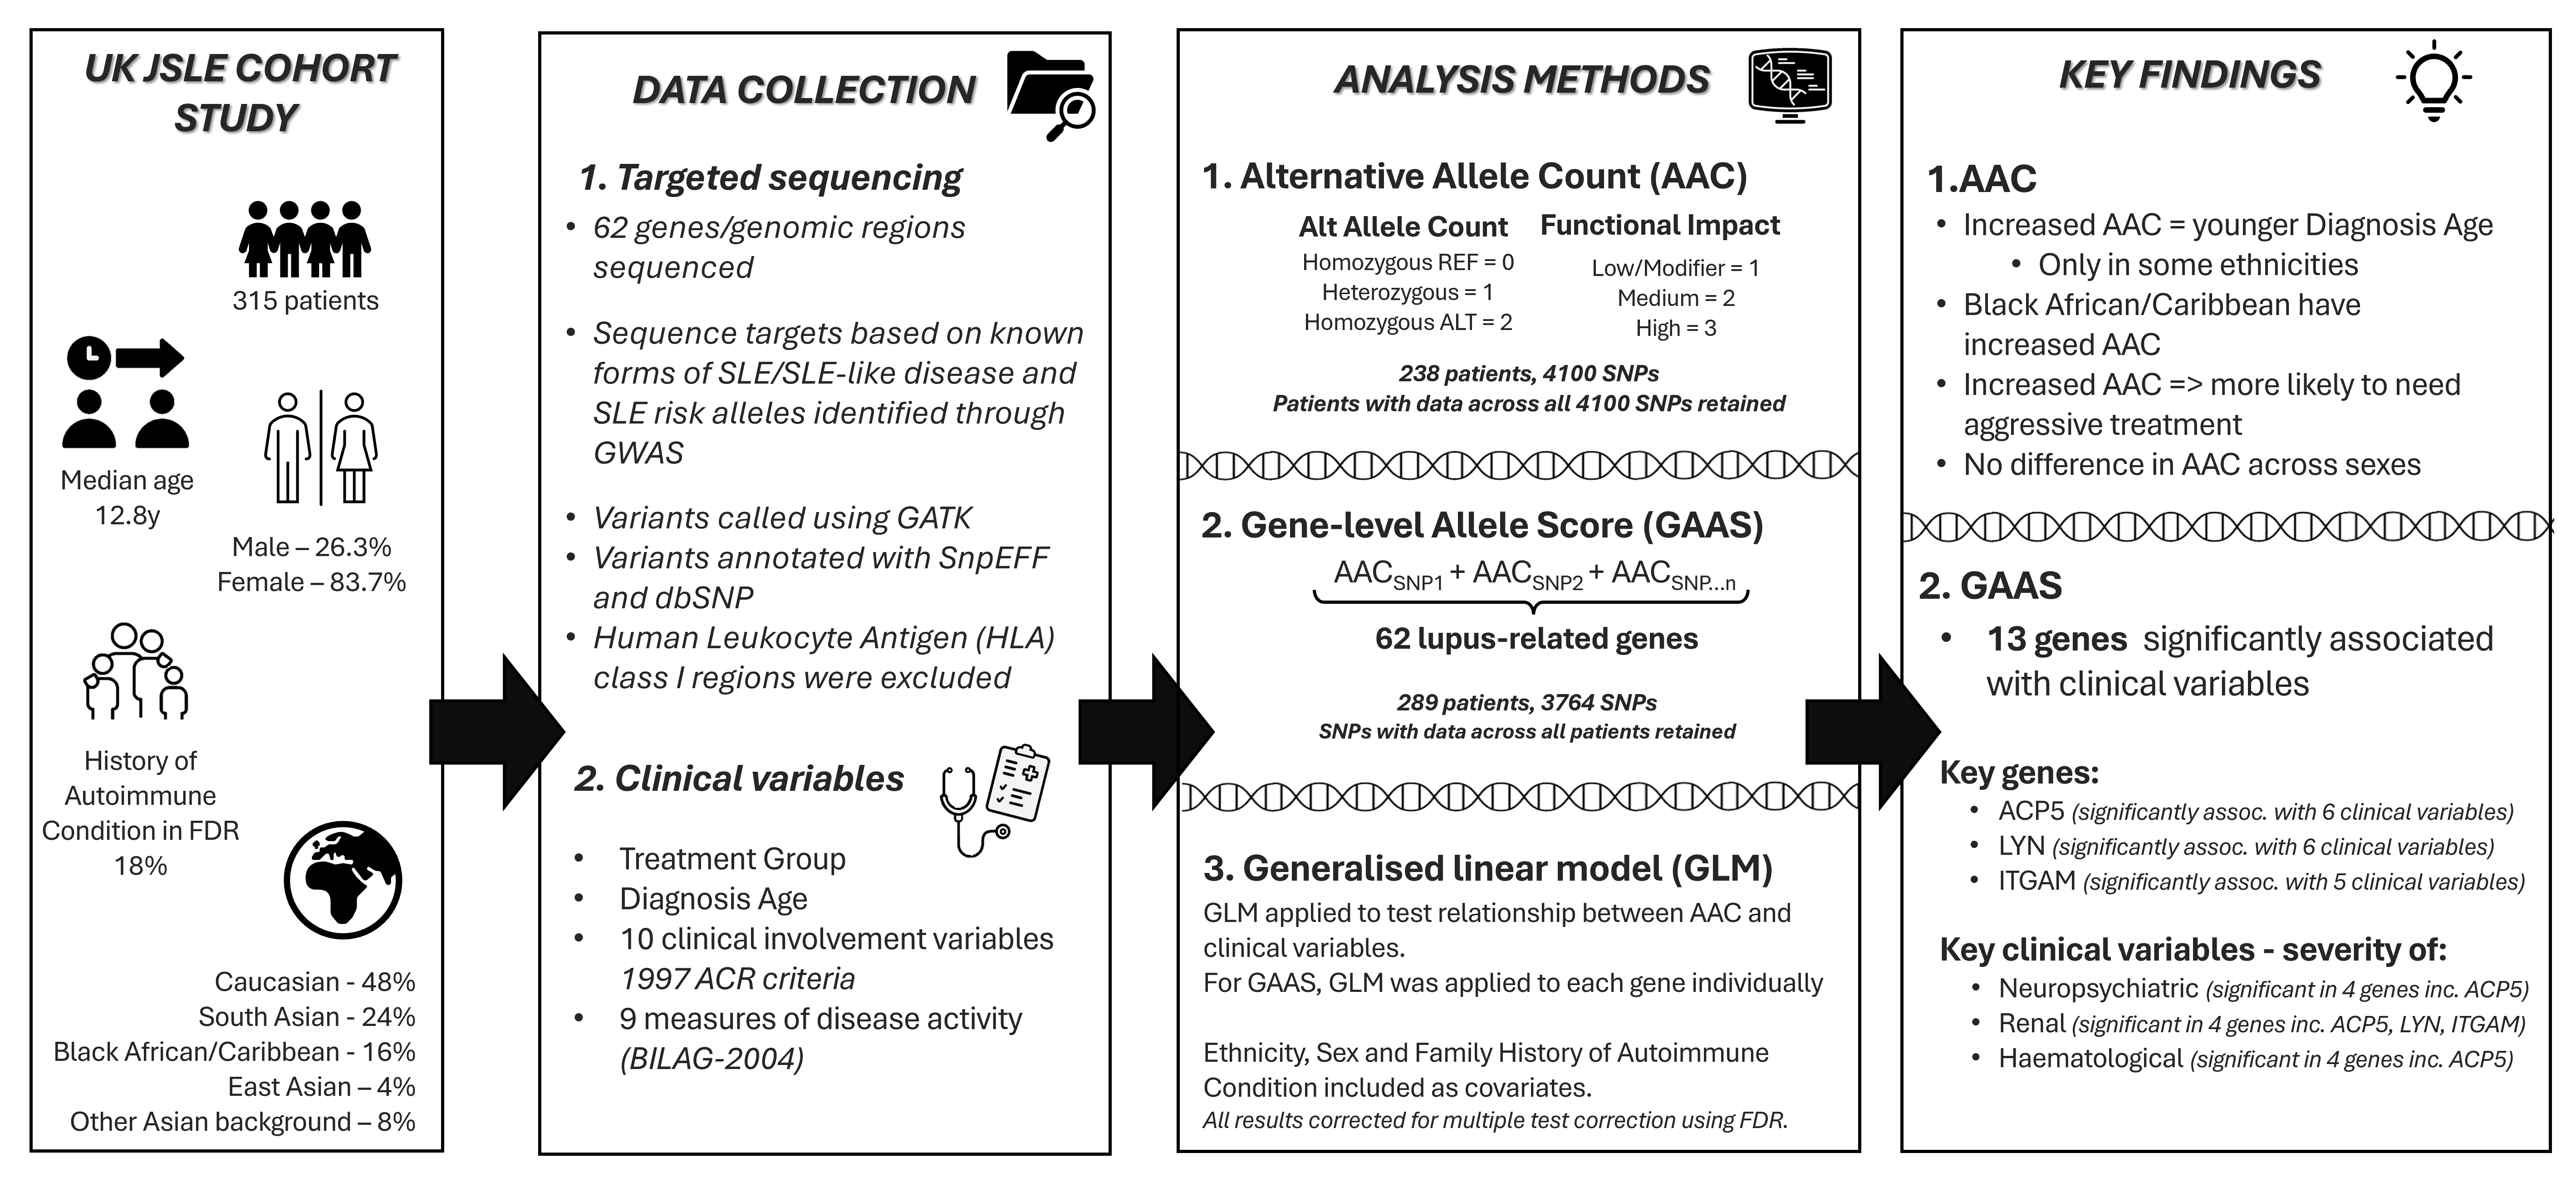 UK JSLE COHORT
STUDY
315 patients
Median age
12.8y
Male – 26.3%
Female – 83.7%
History of
Autoimmune
Condition in FDR
18%
Caucasian - 48%
South Asian - 24%
Black African/Caribbean - 16%
East Asian – 4%
Other Asian background – 8%
DATA COLLECTION
1. Targeted sequencing
• 62 genes/genomic regions
sequenced
• Sequence targets based on known
forms of SLE/SLE-like disease and
SLE risk alleles identified through
GWAS
• Variants called using GATK
• Variants annotated with SnpEFF
and dbSNP
• Human Leukocyte Antigen (HLA)
class I regions were excluded
2. Clinical variables
• Treatment Group
• Diagnosis Age
• 10 clinical involvement variables
1997 ACR criteria
• 9 measures of disease activity
(BILAG-2004)
ANALYSIS METHODS
1. Alternative Allele Count (AAC)
Alt Allele Count
Homozygous REF = 0
Heterozygous = 1
Homozygous ALT = 2
Functional Impact
Low/Modifier = 1
Medium = 2
High = 3
238 patients, 4100 SNPs
Patients with data across all 4100 SNPs retained
2. Gene-level Allele Score (GAAS)
AACSNP1 + AACSNP2 + AACSNP...n
62 lupus-related genes
289 patients, 3764 SNPs
SNPs with data across all patients retained
3. Generalised linear model (GLM)
GLM applied to test relationship between AAC and
clinical variables.
For GAAS, GLM was applied to each gene individually
Ethnicity, Sex and Family History of Autoimmune
Condition included as covariates.
All results corrected for multiple test correction using FDR.
KEY FINDINGS
1.AAC
• Increased AAC = younger Diagnosis Age
• Only in some ethnicities
• Black African/Caribbean have
increased AAC
• Increased AAC => more likely to need
aggressive treatment
• No difference in AAC across sexes
2. GAAS
• 13 genes significantly associated
with clinical variables
Key genes:
• ACP5 (significantly assoc. with 6 clinical variables)
• LYN (significantly assoc. with 6 clinical variables)
• ITGAM (significantly assoc. with 5 clinical variables)
Key clinical variables - severity of:
• Neuropsychiatric (significant in 4 genes inc. ACP5)
• Renal (significant in 4 genes inc. ACP5, LYN, ITGAM)
• Haematological (significant in 4 genes inc. ACP5)